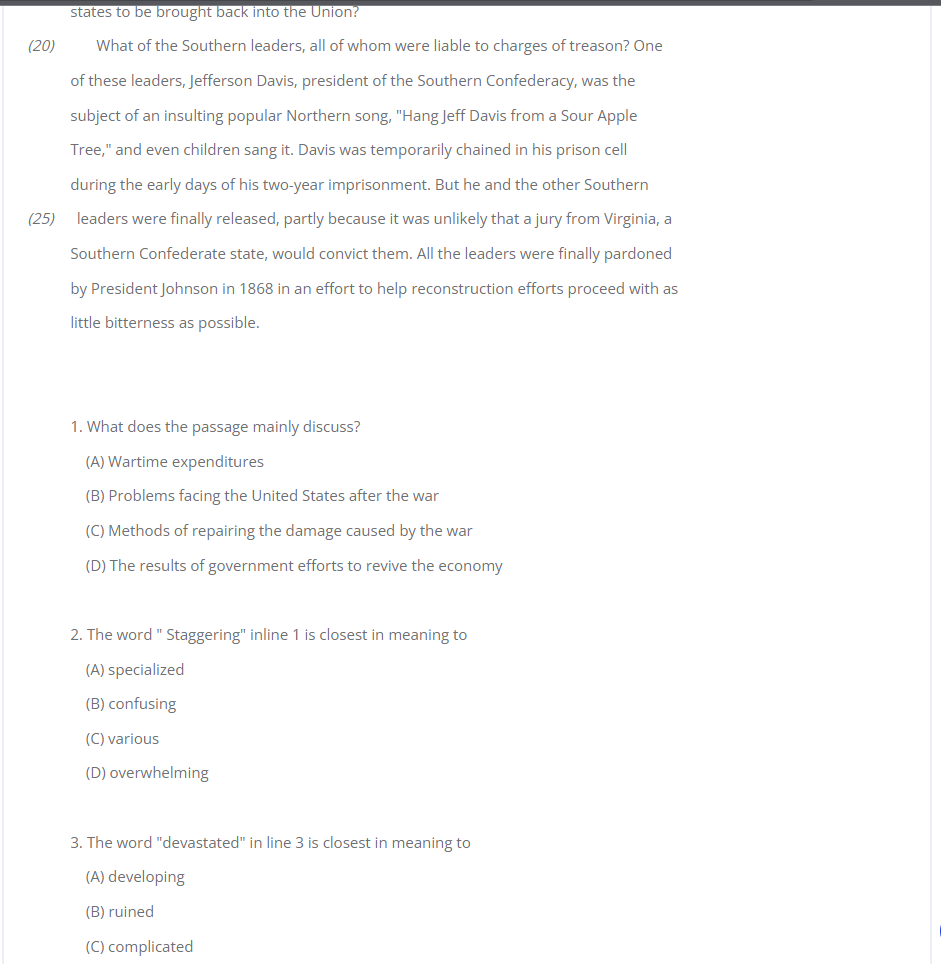 states to be brought back into the Union?
(20) What of the Southern leaders, all of whom were liable to charges of treason? One
of these leaders, Jefferson Davis, president of the Southern Confederacy, was the
subject of an insulting popular Northern song, "Hang Jeff Davis from a Sour Apple
Tree," and even children sang it. Davis was temporarily chained in his prison cell
during the early days of his two-year imprisonment. But he and the other Southern
(25) leaders were finally released, partly because it was unlikely that a jury from Virginia, a
Southern Confederate state, would convict them. All the leaders were finally pardoned
by President Johnson in 1868 in an effort to help reconstruction efforts proceed with as
little bitterness as possible.
1. What does the passage mainly discuss?
(A) Wartime expenditures
(B) Problems facing the United States after the war
(C) Methods of repairing the damage caused by the war
(D) The results of government efforts to revive the economy
2. The word " Staggering" inline 1 is closest in meaning to
(A) specialized
(B) confusing
(C) various
(D) overwhelming
3. The word "devastated" in line 3 is closest in meaning to
(A) developing
(B) ruined
(C) complicated